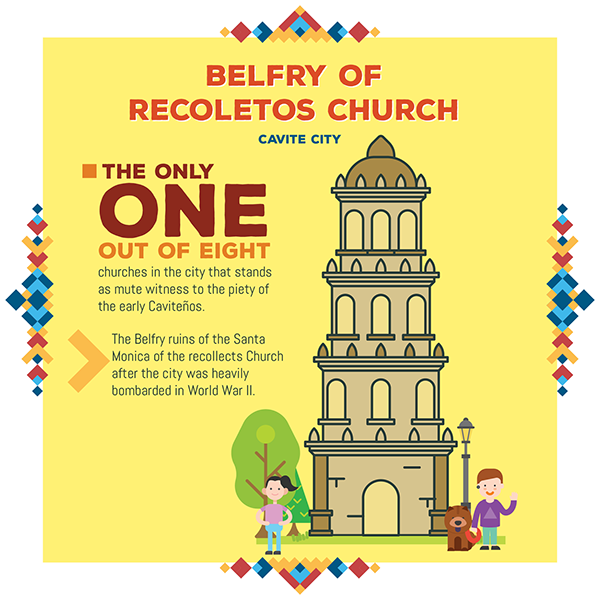 BELFRY OF
RECOLETOS CHURCH
CAVITE CITY
THE ONLY
ONE
OUT OF EIGHT
churches in the city that stands
as mute witness to the piety of
the early Caviteños.
The Belfry ruins of the Santa
Monica of the recollects Church
after the city was heavily
bombarded in World War II.